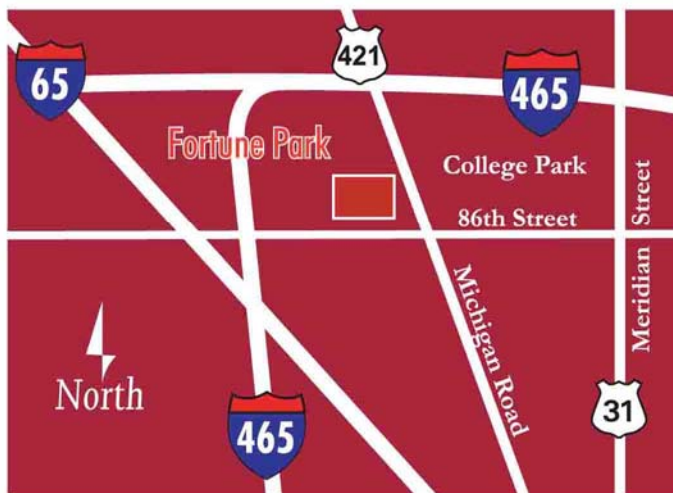 421
65
465
Fortune Park
College Park
86th Street
Meridian Street
Michigan Road
North
31
465